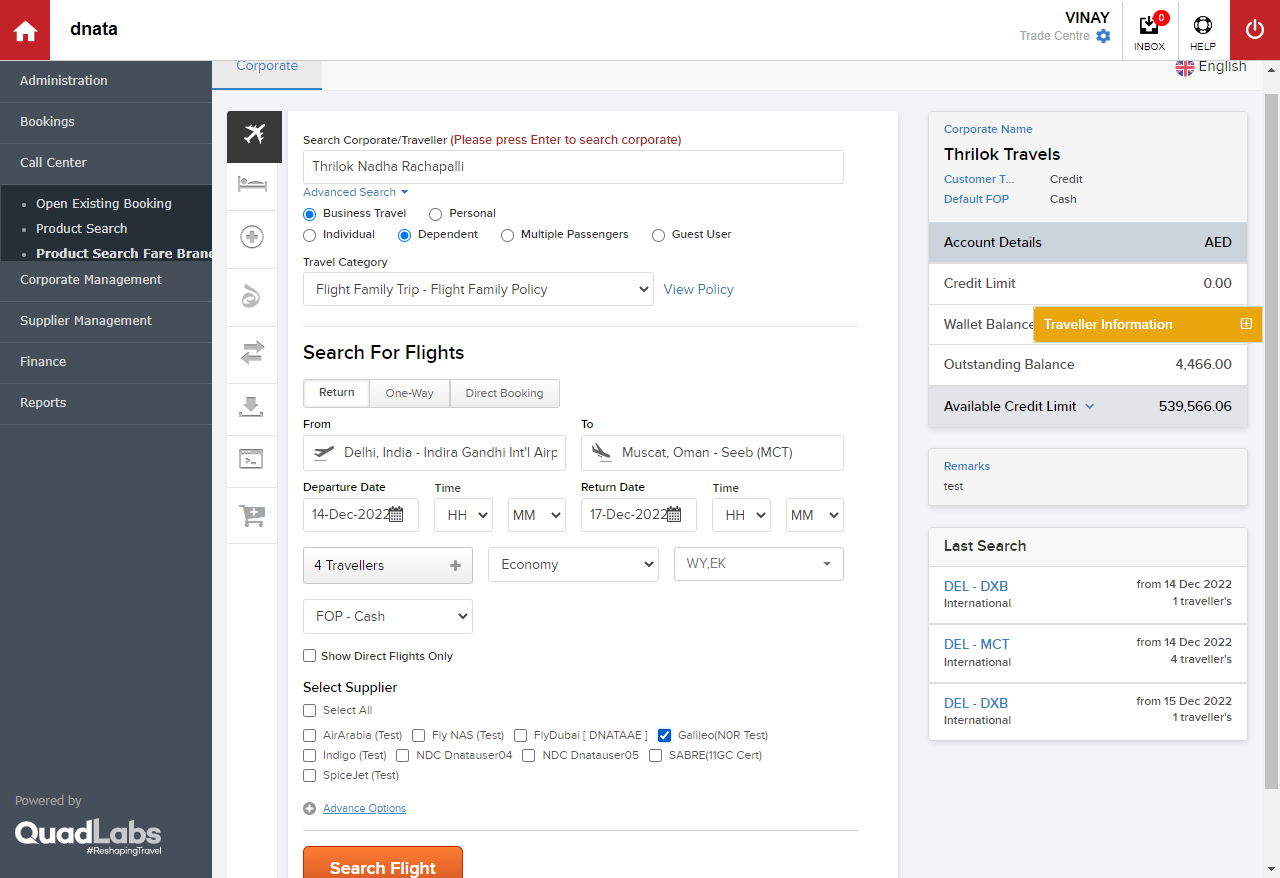 dnata
VINAY
Trade Centre
0
INBOX
HELP
Administration
Bookings
Call Center
Open Existing Booking
Product Search
Product Search Fare Brand
Corporate Management
Supplier Management
Finance
Reports
Powered by
QuadLabs
#ReshapingTravel
Corporate
English
Search Corporate/Traveller (Please press Enter to search corporate)
Thrilok Nadha Rachapalli
Advanced Search
Business Travel Personal
Individual Dependent Multiple Passengers Guest User
Travel Category
Flight Family Trip - Flight Family Policy View Policy
Search For Flights
Return One-Way Direct Booking
From To
Delhi, India - Indira Gandhi Int'l Airp Muscat, Oman - Seeb (MCT)
Departure Date Time Return Date Time
14-Dec-2022 HH MM 17-Dec-2022 HH MM
4 Travellers Economy WY,EK
FOP - Cash
Show Direct Flights Only
Select Supplier
Select All
AirArabia (Test) Fly NAS (Test) FlyDubai [ DNATAAE ] Galileo(N0R Test)
Indigo (Test) NDC Dnatauser04 NDC Dnatauser05 SABRE(11GC Cert)
SpiceJet (Test)
Advance Options
Search Flight
Corporate Name
Thrilok Travels
Customer T... Credit
Default FOP Cash
Account Details AED
Credit Limit 0.00
Wallet Balance
Traveller Information
Outstanding Balance 4,466.00
Available Credit Limit 539,566.06
Remarks
test
Last Search
DEL - DXB from 14 Dec 2022
International 1 traveller's
DEL - MCT from 14 Dec 2022
International 4 traveller's
DEL - DXB from 15 Dec 2022
International 1 traveller's